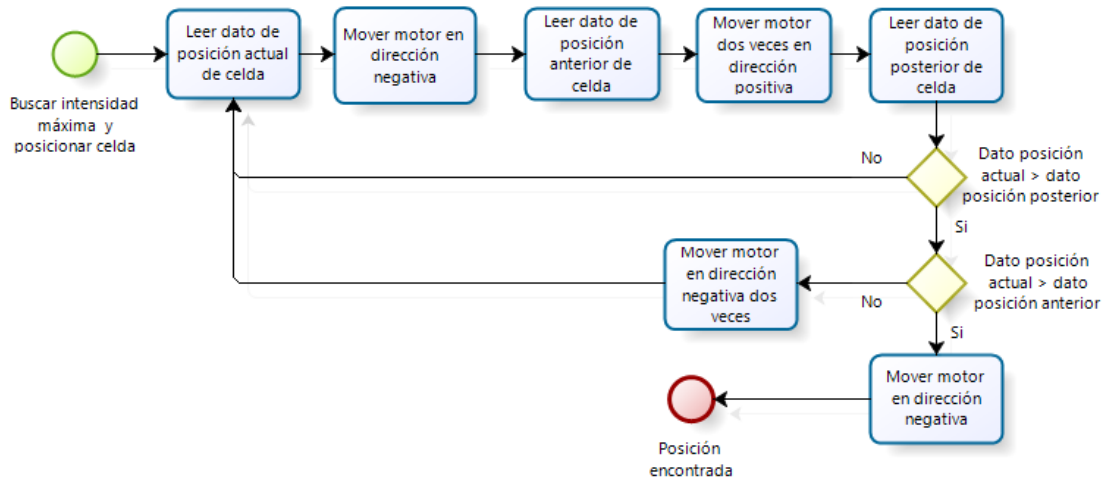 Buscar intensidad
máxima y
posicionar celda
Leer dato de
posición actual
de celda
Mover motor en
dirección
negativa
Leer dato de
posición
anterior de
celda
Mover motor
dos veces en
dirección
positiva
Leer dato de
posición
posterior de
celda
No
Dato posición
actual > dato
posición posterior
Si
Mover motor
en dirección
negativa dos
veces
No
Dato posición
actual > dato
posición anterior
Si
Mover motor
en dirección
negativa
Posición
encontrada